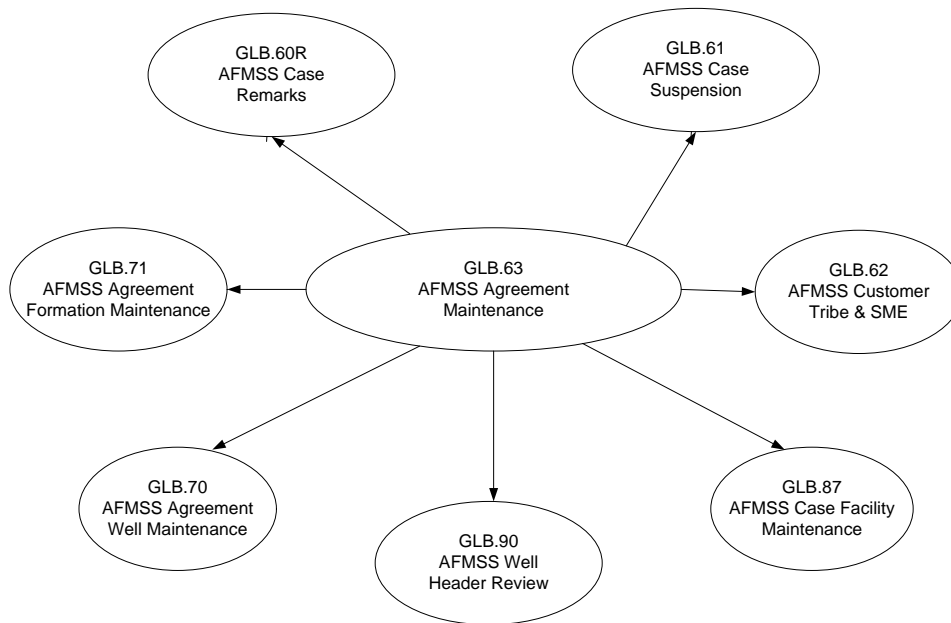 GLB.60R
AFMSS Case
Remarks
GLB.61
AFMSS Case
Suspension
GLB.71
AFMSS Agreement
Formation Maintenance
GLB.63
AFMSS Agreement
Maintenance
GLB.62
AFMSS Customer
Tribe & SME
GLB.70
AFMSS Agreement
Well Maintenance
GLB.90
AFMSS Well
Header Review
GLB.87
AFMSS Case Facility
Maintenance